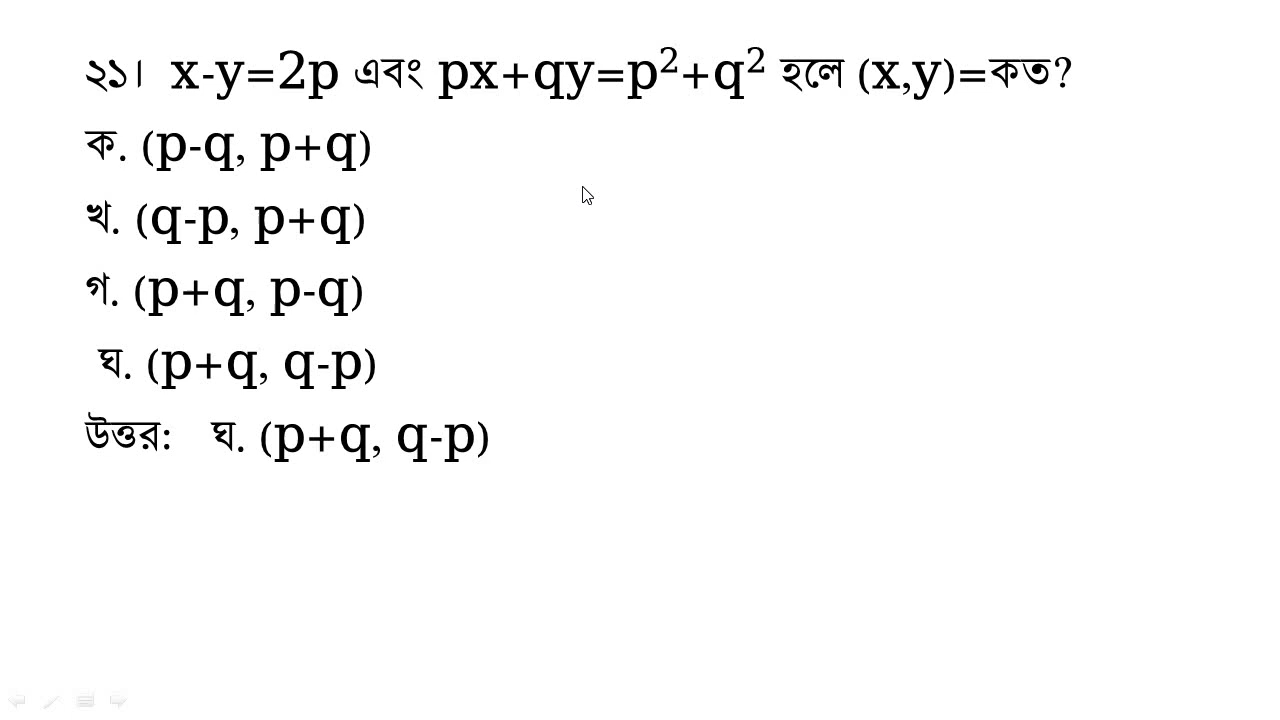 ২১। x-y=2p এবং px+qy=p²+q² হলে (x,y)=কত?
ক. (p-q, p+q)
খ. (q-p, p+q)
গ. (p+q, p-q)
ঘ. (p+q, q-p)
উত্তর: ঘ. (p+q, q-p)